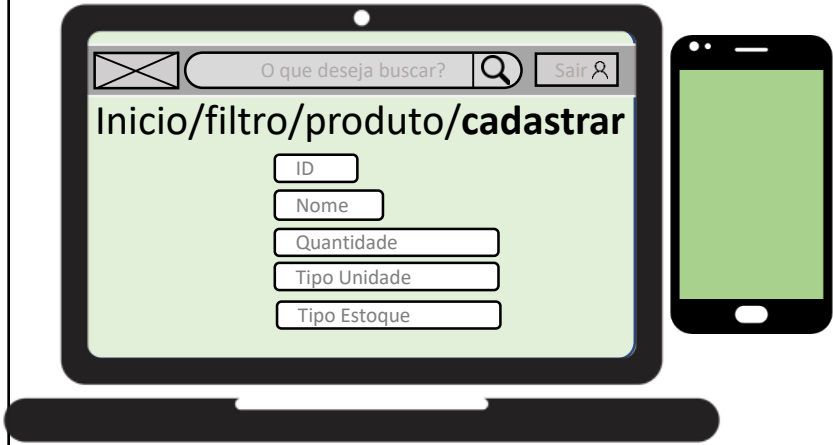 O que deseja buscar? Sair
Inicio/filtro/produto/cadastrar
ID
Nome
Quantidade
Tipo Unidade
Tipo Estoque